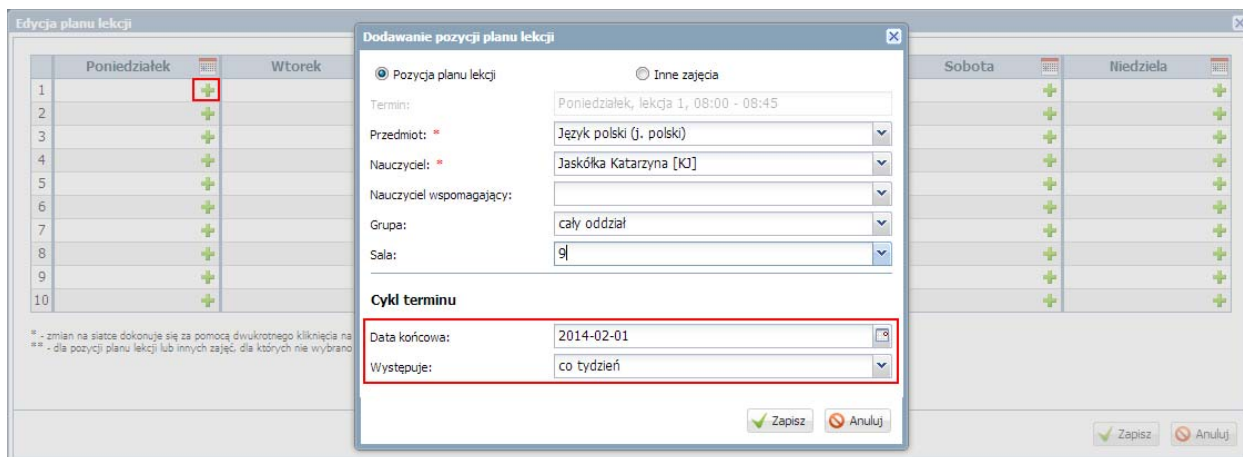 Edycja planu lekcji
Dodawanie pozycji planu lekcji
Poniedziałek Wtorek Sobota Niedziela
Pozycja planu lekcji Inne zajęcia
Termin: Poniedziałek, lekcja 1, 08:00 - 08:45
Przedmiot: * Język polski (j. polski)
Nauczyciel: * Jaskółka Katarzyna [KJ]
Nauczyciel wspomagający:
Grupa: cały oddział
Sala: 9
1
2
3
4
5
6
7
8
9
10
Cykl terminu
Data końcowa: 2014-02-01
Występuje: co tydzień
* - zmian na siatce dokonuje się za pomocą dwukrotnego kliknięcia na
** - dla pozycji planu lekcji lub innych zajęć, dla których nie wybrano
Zapisz Anuluj
Zapisz Anuluj